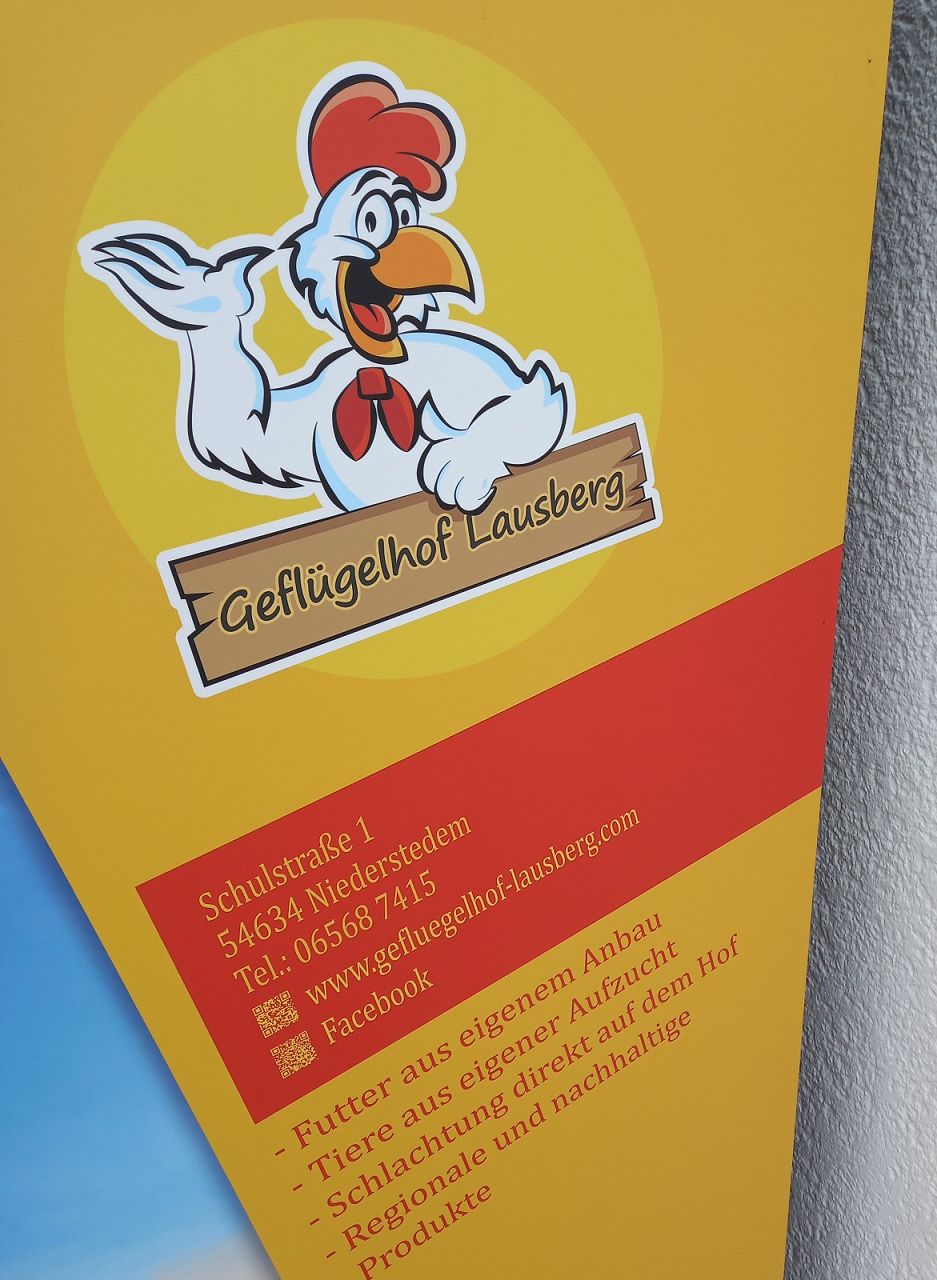 Geflügelhof Lausberg
Schulstraße 1
54634 Niederstedem
Tel.: 06568 7415
www.gefluegelhof-lausberg.com
Facebook
- Futter aus eigenem Anbau
- Tiere aus eigener Aufzucht
- Schlachtung direkt auf dem Hof
- Regionale und nachhaltige
Produkte